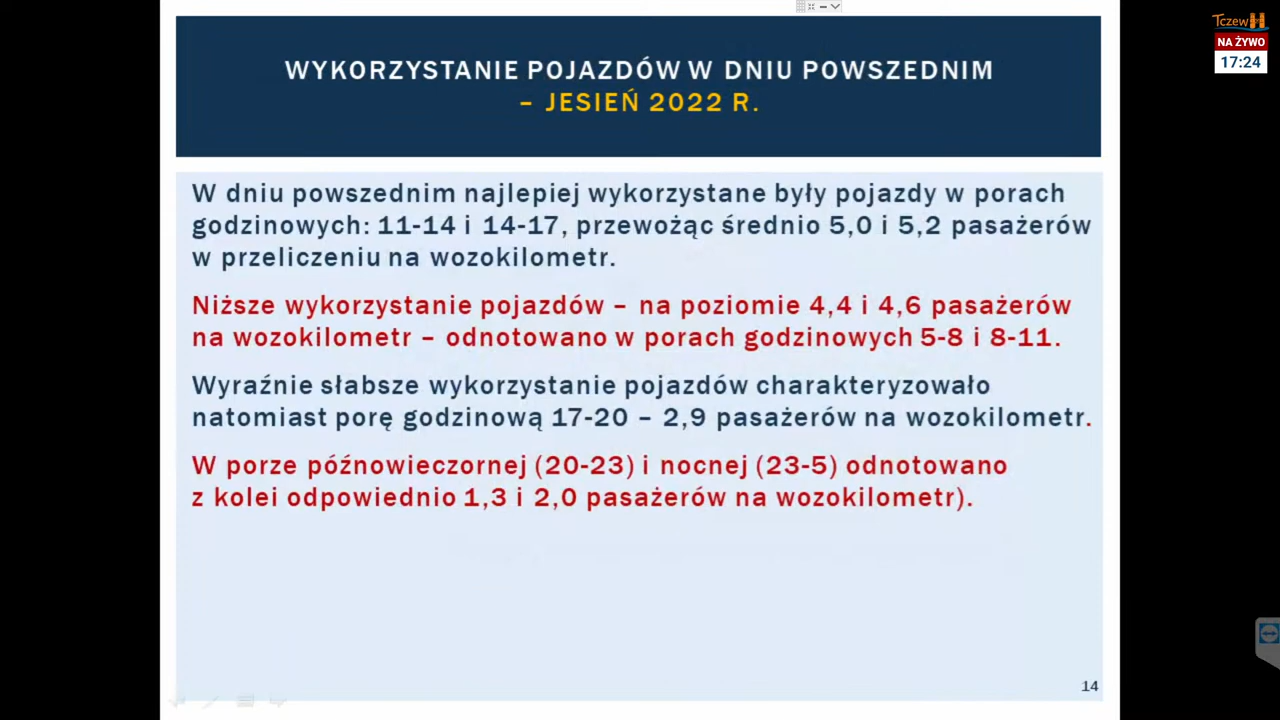 WYKORZYSTANIE POJAZDÓW W DNIU POWSZEDNIM
– JESIEŃ 2022 R.
W dniu powszednim najlepiej wykorzystane były pojazdy w porach
godzinowych: 11-14 i 14-17, przewożąc średnio 5,0 i 5,2 pasażerów
w przeliczeniu na wozokilometr.
Niższe wykorzystanie pojazdów – na poziomie 4,4 i 4,6 pasażerów
na wozokilometr – odnotowano w porach godzinowych 5-8 i 8-11.
Wyraźnie słabsze wykorzystanie pojazdów charakteryzowało
natomiast porę godzinową 17-20 – 2,9 pasażerów na wozokilometr.
W porze późnowieczornej (20-23) i nocnej (23-5) odnotowano
z kolei odpowiednio 1,3 i 2,0 pasażerów na wozokilometr).
14
Tczew
NA ŻYWO
17:24